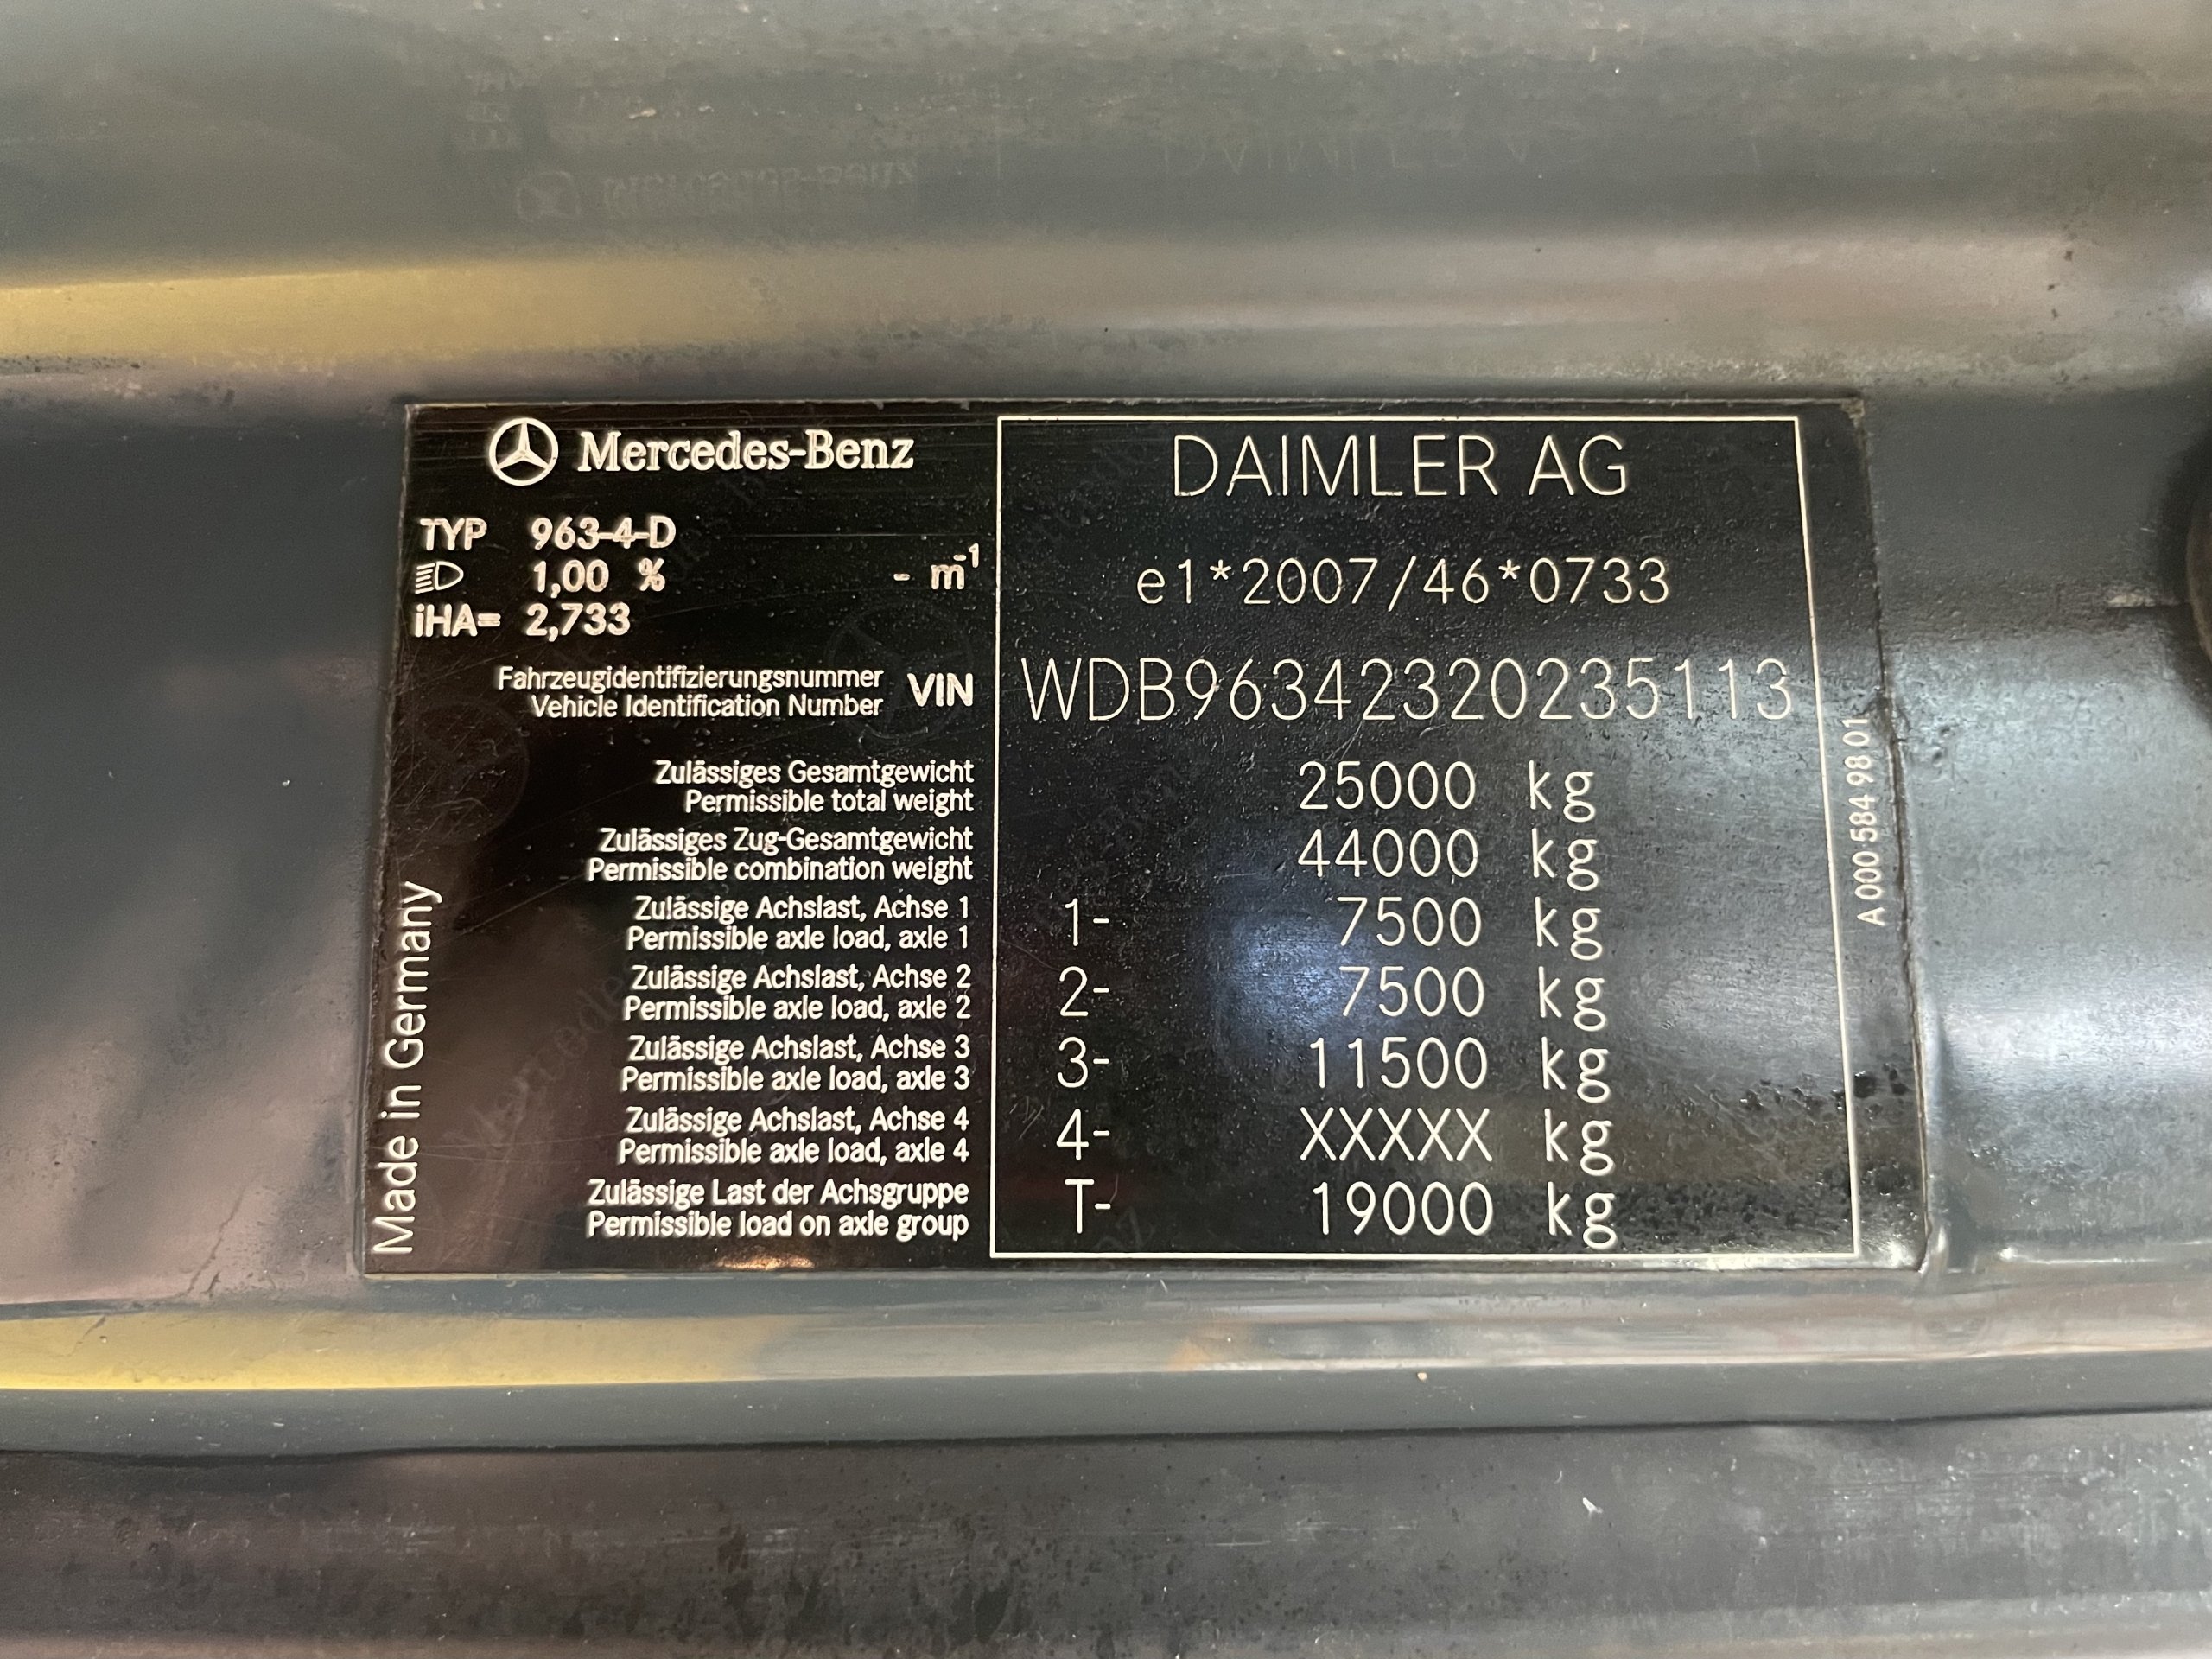 Mercedes-Benz
TYP 963-4-D
1,00 % - m⁻¹
iHA= 2,733
DAIMLER AG
e1*2007/46*0733
Fahrzeugidentifizierungsnummer
Vehicle Identification Number
VIN WDB96342320235113
Zulässiges Gesamtgewicht
Permissible total weight
25000 kg
Zulässiges Zug-Gesamtgewicht
Permissible combination weight
44000 kg
Zulässige Achslast, Achse 1
Permissible axle load, axle 1
1- 7500 kg
Zulässige Achslast, Achse 2
Permissible axle load, axle 2
2- 7500 kg
Zulässige Achslast, Achse 3
Permissible axle load, axle 3
3- 11500 kg
Zulässige Achslast, Achse 4
Permissible axle load, axle 4
4- XXXXX kg
Zulässige Last der Achsgruppe
Permissible load on axle group
T- 19000 kg
Made in Germany
A 000 584 98 01